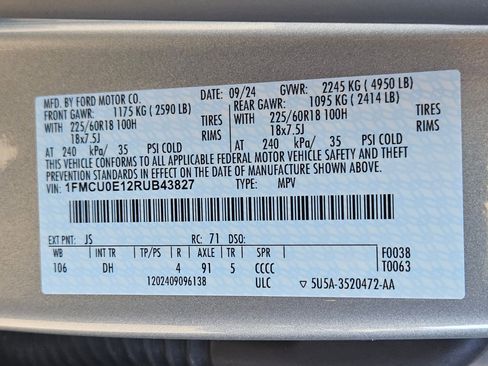 MFD. BY FORD MOTOR CO. DATE: 09/24 GVWR: 2245 KG ( 4950 LB)
FRONT GAWR: 1175 KG ( 2590 LB) REAR GAWR: 1095 KG ( 2414 LB)
WITH 225/60R18 100H TIRES WITH 225/60R18 100H TIRES
18x7.5J RIMS 18x7.5J RIMS
AT 240 kPa/ 35 PSI COLD AT 240 kPa/ 35 PSI COLD
THIS VEHICLE CONFORMS TO ALL APPLICABLE FEDERAL MOTOR VEHICLE SAFETY AND THEFT
PREVENTION STANDARDS IN EFFECT ON THE DATE OF MANUFACTURE SHOWN ABOVE.
VIN: 1FMCU0E12RUB43827 TYPE: MPV
EXT PNT: JS RC: 71 DSO: F0038
WB INT TR TP/PS R AXLE TR SPR T0063
106 DH 4 91 5 CCCC
1202409096138 ULC ▽ 5U5A-3520472-AA